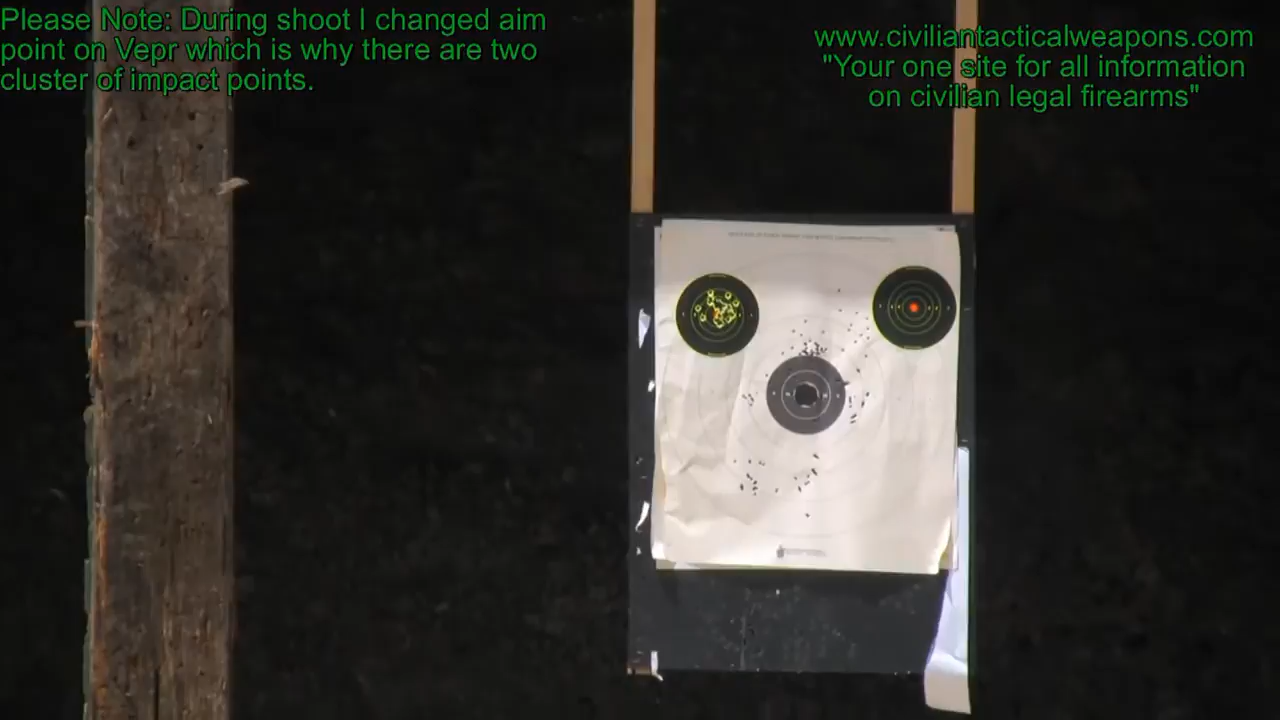 Please Note: During shoot I changed aim
point on Vepr which is why there are two
cluster of impact points.
www.civiliantacticalweapons.com
"Your one site for all information
on civilian legal firearms"